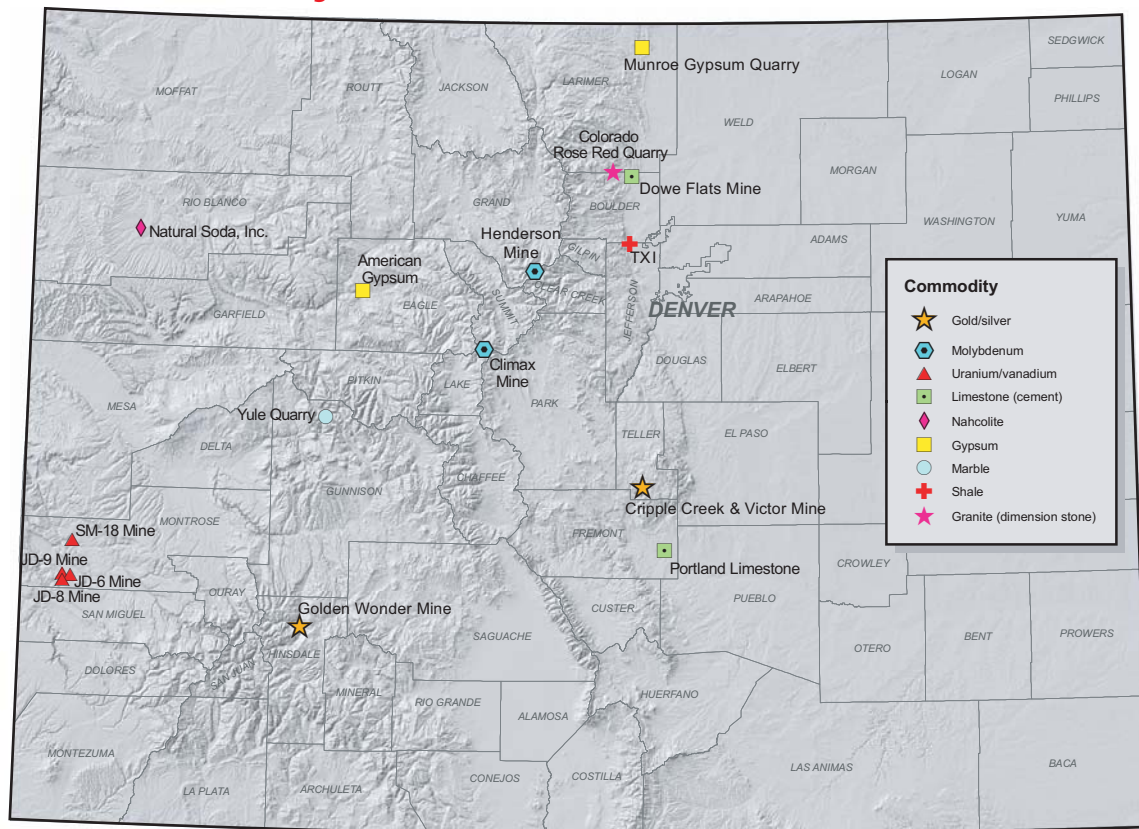 SEDGWICK
LARIMER
Munroe Gypsum Quarry
LOGAN
MOFFAT
ROUTT
JACKSON
PHILLIPS
WELD
Colorado
Rose Red Quarry
MORGAN
Dowe Flats Mine
RIO BLANCO
GRAND
BOULDER
WASHINGTON
YUMA
Natural Soda, Inc.
Henderson
Mine
GILPIN
TXI
ADAMS
American
Gypsum
CLEAR CREEK
EAGLE
SUMMIT
JEFFERSON
DENVER
ARAPAHOE
GARFIELD
Climax
Mine
DOUGLAS
ELBERT
PITKIN
LAKE
PARK
MESA
Yule Quarry
DELTA
TELLER
EL PASO
CHAFFEE
GUNNISON
Cripple Creek & Victor Mine
MONTROSE
SM-18 Mine
FREMONT
JD-9 Mine
JD-6 Mine
JD-8 Mine
Portland Limestone
CROWLEY
OURAY
PUEBLO
SAN MIGUEL
Golden Wonder Mine
CUSTER
SAGUACHE
BENT
PROWERS
OTERO
HINSDALE
SAN JUAN
DOLORES
MINERAL
RIO GRANDE
HUERFANO
ALAMOSA
MONTEZUMA
LA PLATA
ARCHULETA
CONEJOS
COSTILLA
LAS ANIMAS
BACA
Commodity
Gold/silver
Molybdenum
Uranium/vanadium
Limestone (cement)
Nahcolite
Gypsum
Marble
Shale
Granite (dimension stone)